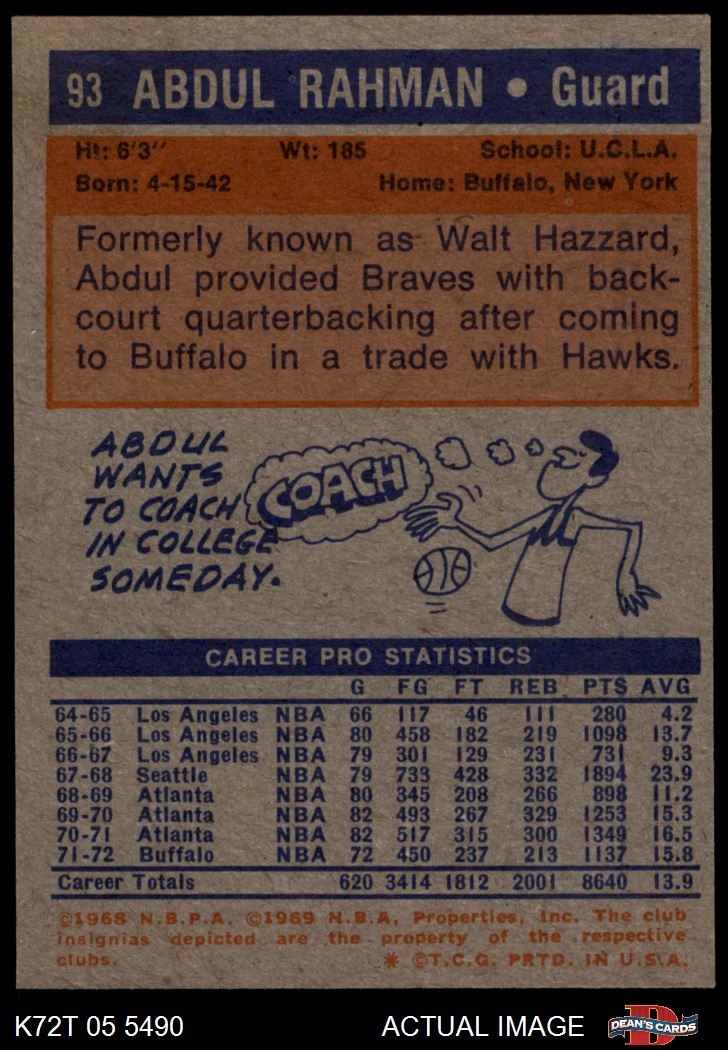 93 ABDUL RAHMAN • Guard
Ht: 6'3'' Wt: 185 School: U.C.L.A.
Born: 4-15-42 Home: Buffalo, New York
Formerly known as Walt Hazzard,
Abdul provided Braves with back-
court quarterbacking after coming
to Buffalo in a trade with Hawks.
ABDUL
WANTS
TO COACH
IN COLLEGE
SOMEDAY.
COACH
CAREER PRO STATISTICS
G FG FT REB PTS AVG
64-65 Los Angeles NBA 66 117 46 111 280 4.2
65-66 Los Angeles NBA 80 458 182 219 1098 13.7
66-67 Los Angeles NBA 79 301 129 231 731 9.3
67-68 Seattle NBA 79 733 428 332 1894 23.9
68-69 Atlanta NBA 80 345 208 266 898 11.2
69-70 Atlanta NBA 82 493 267 329 1253 15.3
70-71 Atlanta NBA 82 517 315 300 1349 16.5
71-72 Buffalo NBA 72 450 237 213 1137 15.8
Career Totals 620 3414 1812 2001 8640 13.9
©1968 N.B.P.A. ©1969 N.B.A. Properties, Inc. The club
insignias depicted are the property of the respective
clubs. * ©T.C.G. PRTD. IN U.S.A.
K72T 05 5490 ACTUAL IMAGE D DEAN'S CARDS